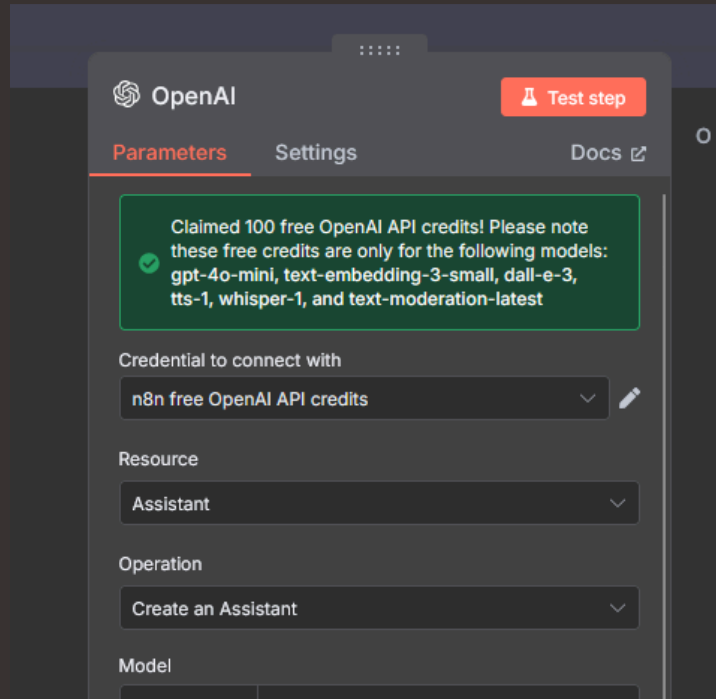 OpenAI
Test step
Parameters
Settings
Docs
Claimed 100 free OpenAI API credits! Please note
these free credits are only for the following models:
gpt-4o-mini, text-embedding-3-small, dall-e-3,
tts-1, whisper-1, and text-moderation-latest
Credential to connect with
n8n free OpenAI API credits
Resource
Assistant
Operation
Create an Assistant
Model